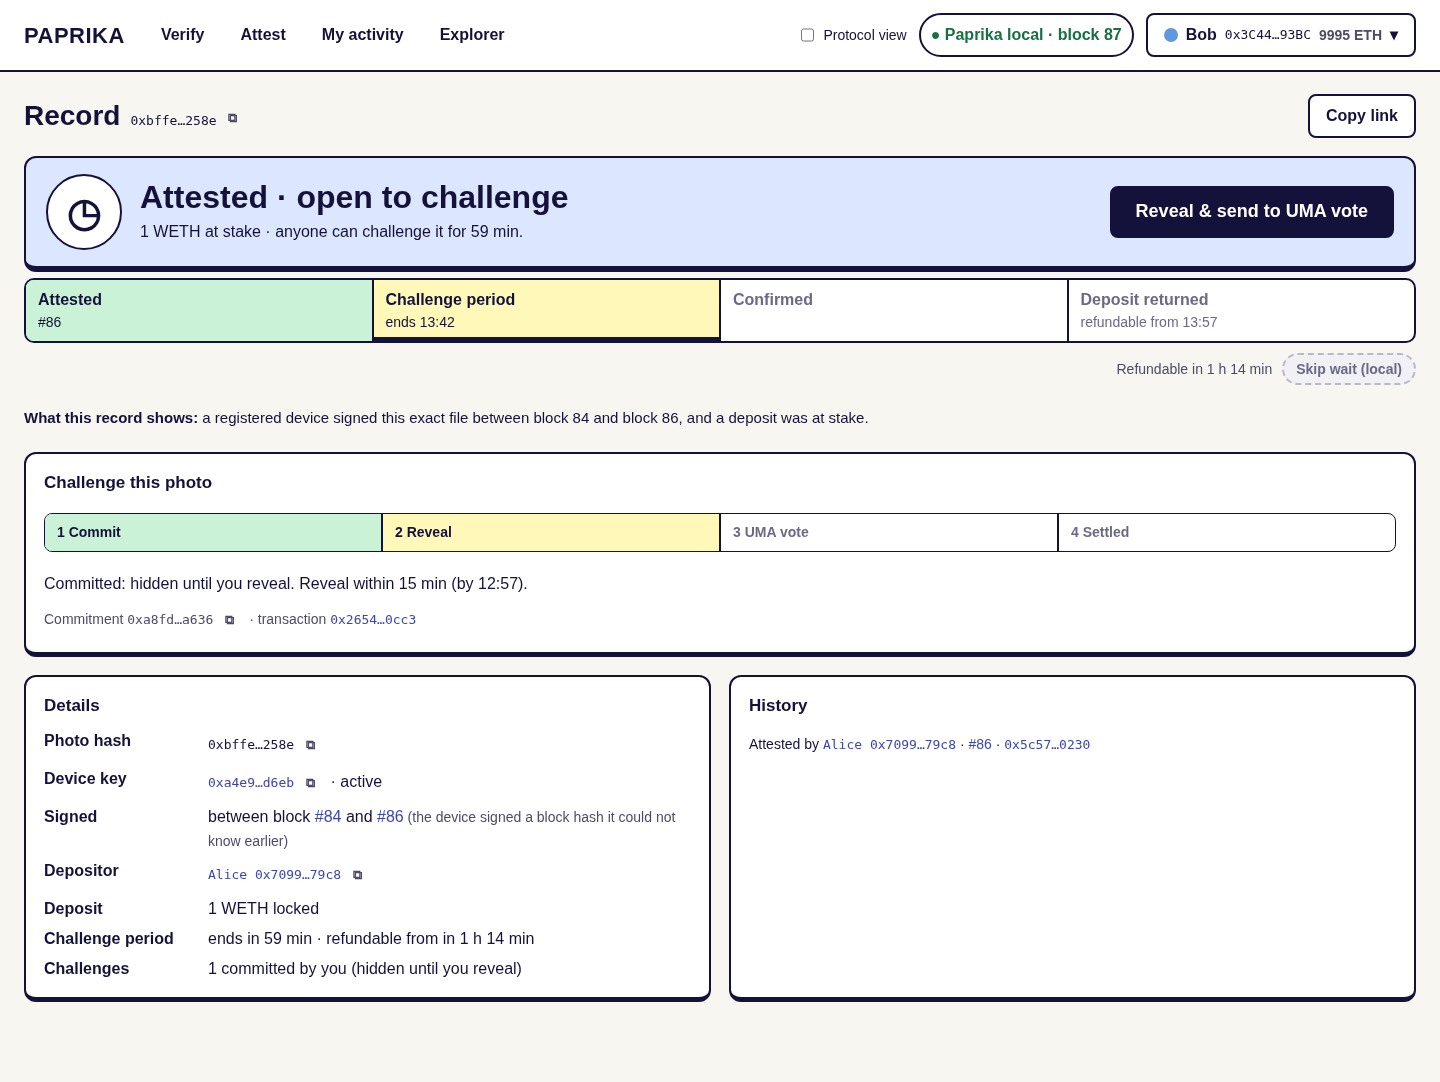 PAPRIKA Verify Attest My activity Explorer Protocol view ● Paprika local · block 87 Bob 0x3C44…93BC 9995 ETH ▼
Record 0xbffe…258e ⧉ Copy link
Attested · open to challenge
1 WETH at stake · anyone can challenge it for 59 min.
Reveal & send to UMA vote
Attested
#86
Challenge period
ends 13:42
Confirmed
Deposit returned
refundable from 13:57
Refundable in 1 h 14 min Skip wait (local)
What this record shows: a registered device signed this exact file between block 84 and block 86, and a deposit was at stake.
Challenge this photo
1 Commit 2 Reveal 3 UMA vote 4 Settled
Committed: hidden until you reveal. Reveal within 15 min (by 12:57).
Commitment 0xa8fd…a636 ⧉ · transaction 0x2654…0cc3
Details
Photo hash 0xbffe…258e ⧉
Device key 0xa4e9…d6eb ⧉ · active
Signed between block #84 and #86 (the device signed a block hash it could not
know earlier)
Depositor Alice 0x7099…79c8 ⧉
Deposit 1 WETH locked
Challenge period ends in 59 min · refundable from in 1 h 14 min
Challenges 1 committed by you (hidden until you reveal)
History
Attested by Alice 0x7099…79c8 · #86 · 0x5c57…0230